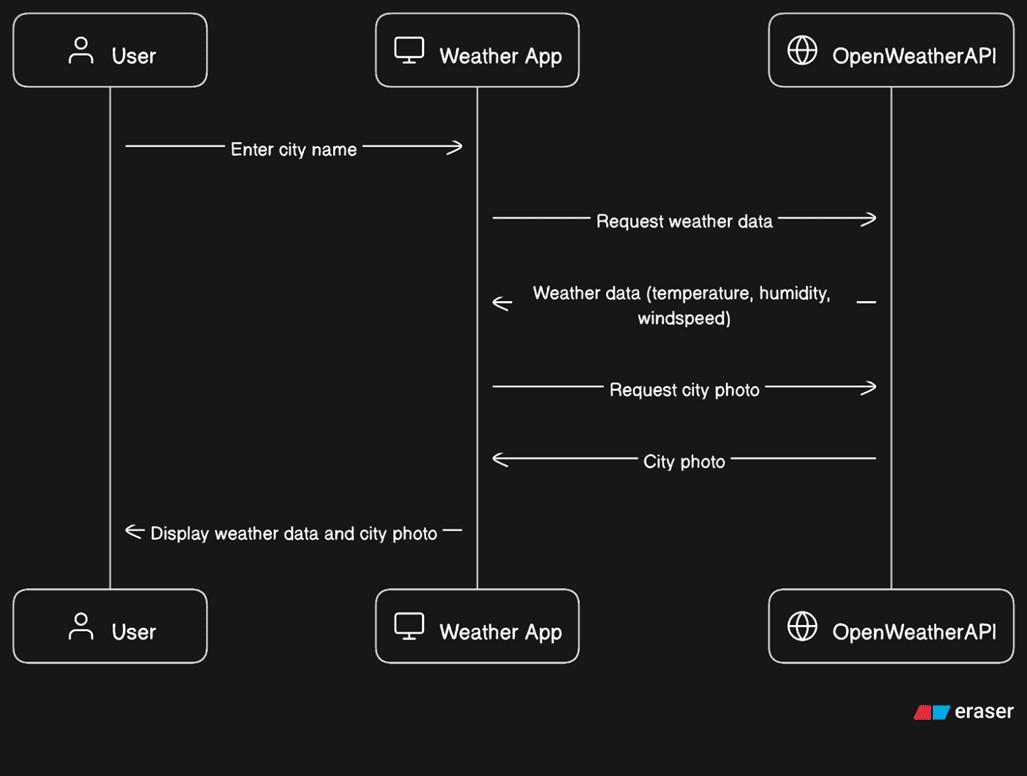 User
Weather App
OpenWeatherAPI
Enter city name
Request weather data
Weather data (temperature, humidity,
windspeed)
Request city photo
City photo
Display weather data and city photo
User
Weather App
OpenWeatherAPI
eraser